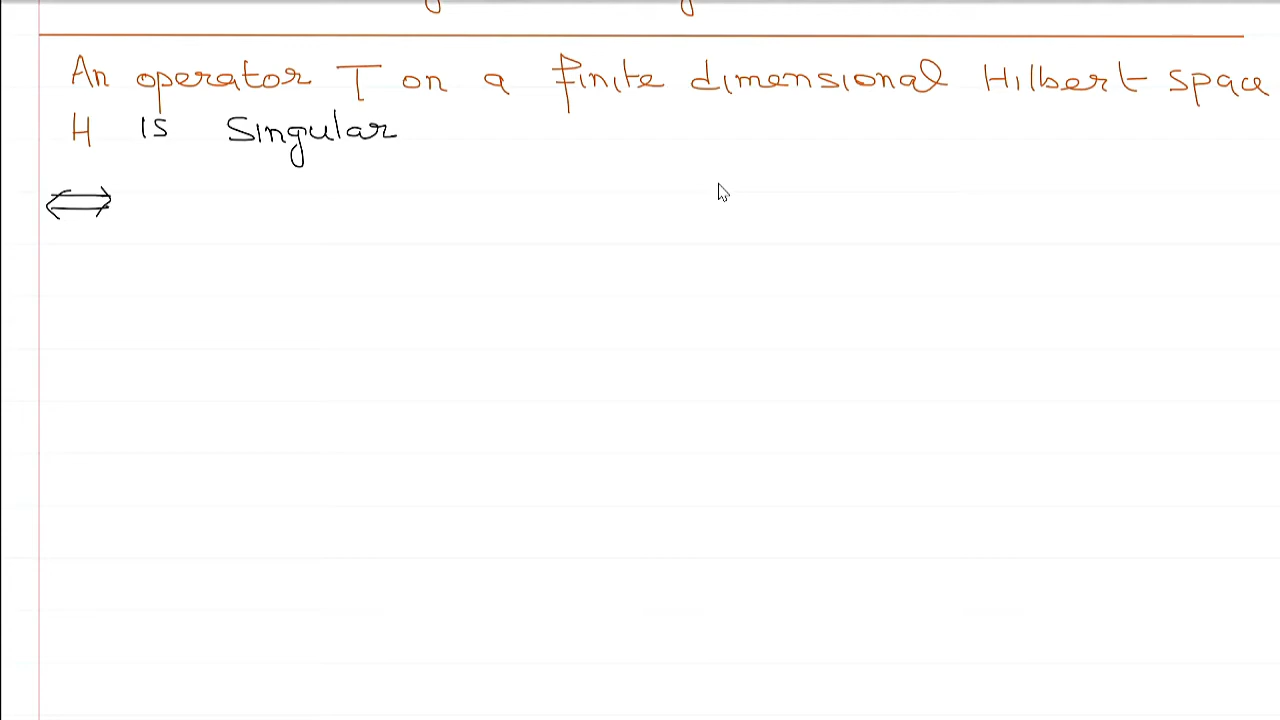 An operator T on a finite dimensional Hilbert space
H is Singular
⟺